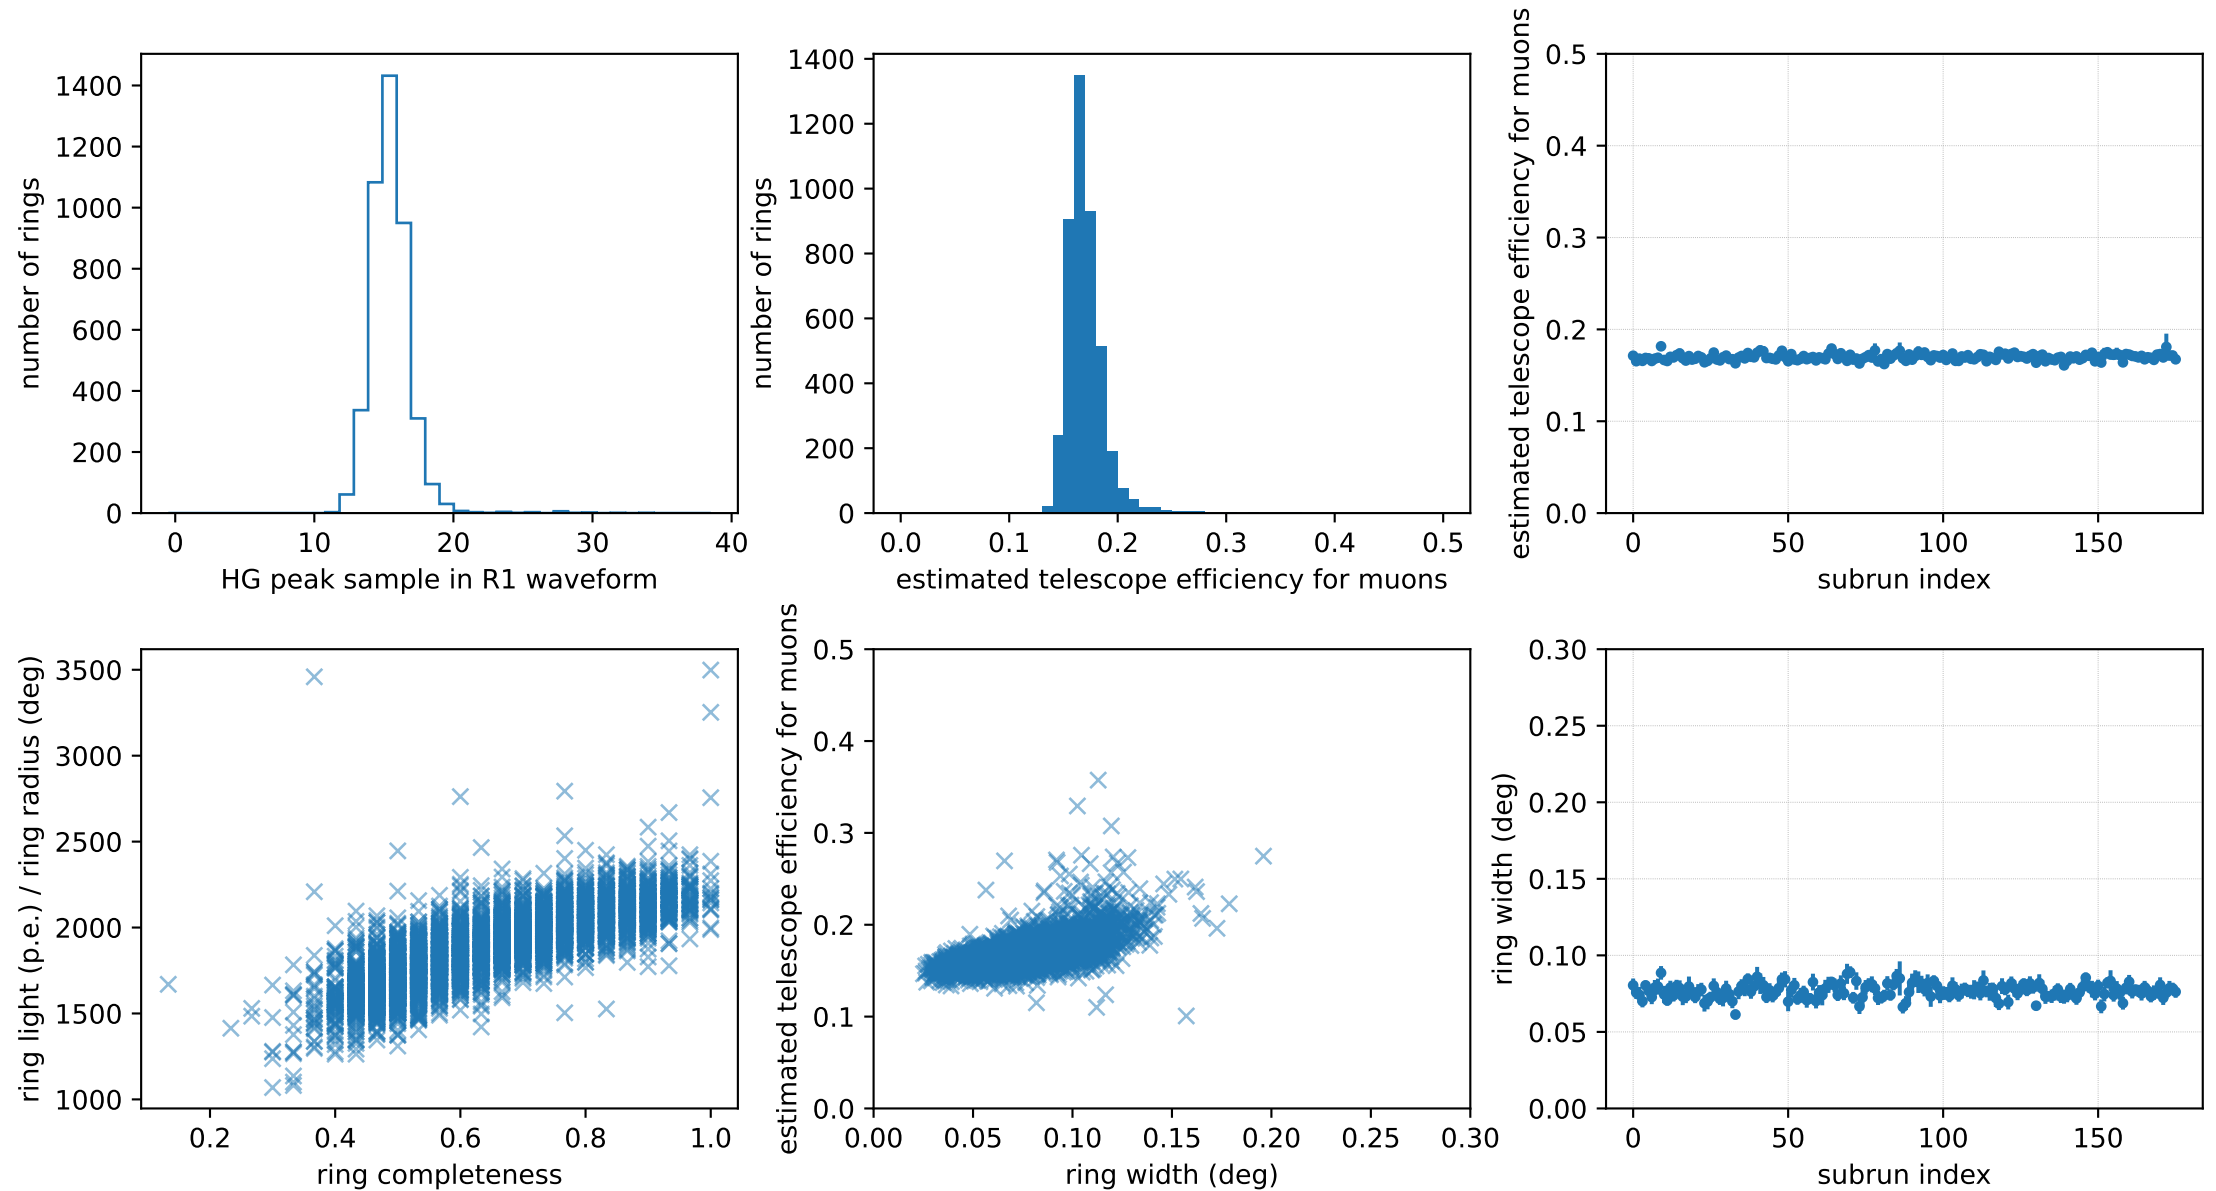 number of rings
1400
1200
1000
800
600
400
200
0
0 10 20 30 40
HG peak sample in R1 waveform
number of rings
1400
1200
1000
800
600
400
200
0
0.0 0.1 0.2 0.3 0.4 0.5
estimated telescope efficiency for muons
estimated telescope efficiency for muons
0.5
0.4
0.3
0.2
0.1
0.0
0 50 100 150
subrun index
ring light (p.e.) / ring radius (deg)
3500
3000
2500
2000
1500
1000
0.2 0.4 0.6 0.8 1.0
ring completeness
estimated telescope efficiency for muons
0.5
0.4
0.3
0.2
0.1
0.0
0.00 0.05 0.10 0.15 0.20 0.25 0.30
ring width (deg)
ring width (deg)
0.30
0.25
0.20
0.15
0.10
0.05
0.00
0 50 100 150
subrun index